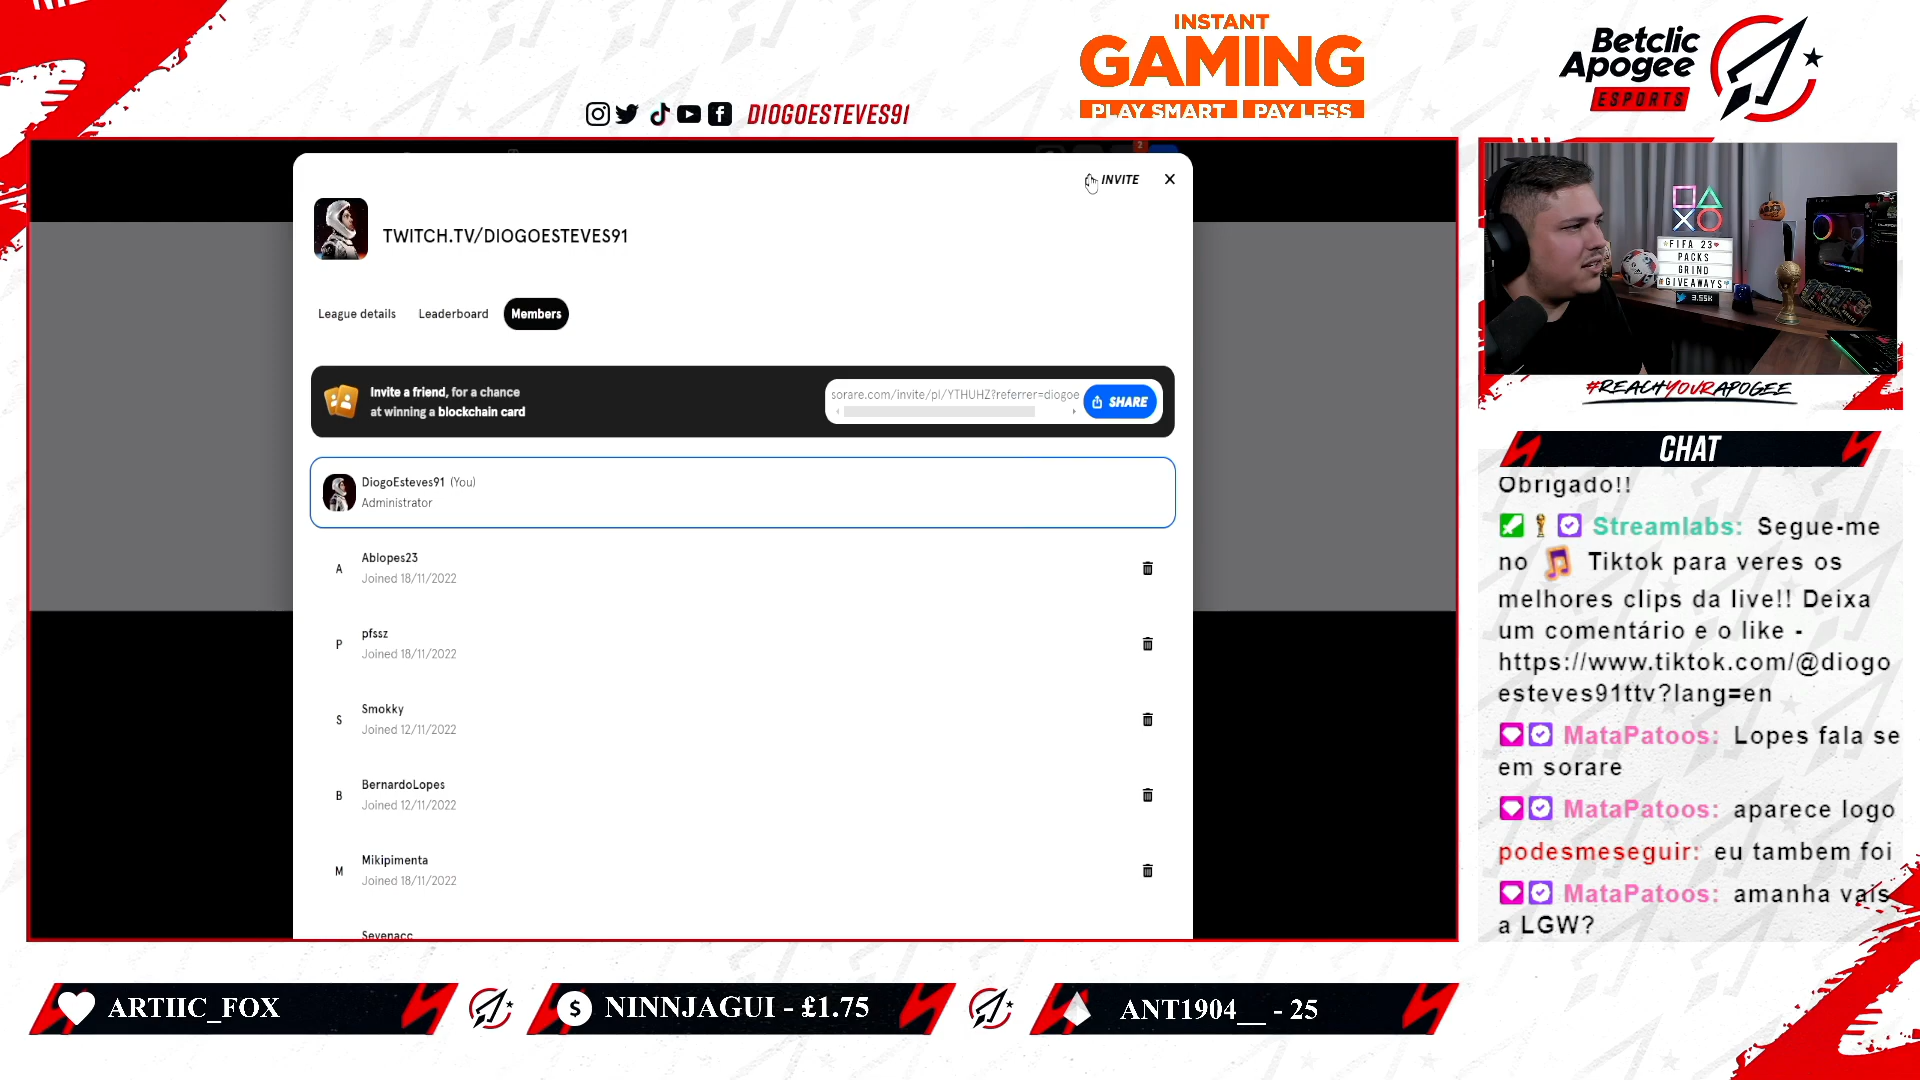 INSTANT
GAMING
PLAY SMART PAY LESS
Betclic
Apogee
ESPORTS
DIOGOESTEVES91
2
INVITE
TWITCH.TV/DIOGOESTEVES91
League details Leaderboard Members
Invite a friend, for a chance
at winning a blockchain card
sorare.com/invite/pl/YTHUHZ?referrer=diogoe
SHARE
DiogoEsteves91 (You)
Administrator
A
Ablopes23
Joined 18/11/2022
P
pfssz
Joined 18/11/2022
S
Smokky
Joined 12/11/2022
B
BernardoLopes
Joined 12/11/2022
M
Mikipimenta
Joined 18/11/2022
Sevenacc
FIFA 23
PACKS
GRIND
#GIVEAWAYS
3.55K
#REACHYOURAPOGEE
CHAT
Obrigado!!
Streamlabs: Segue-me
no Tiktok para veres os
melhores clips da live!! Deixa
um comentário e o like -
https://www.tiktok.com/@diogo
esteves91ttv?lang=en
MataPatoos: Lopes fala se
em sorare
MataPatoos: aparece logo
podesmeseguir: eu tambem foi
MataPatoos: amanha vais
a LGW?
ARTIIC_FOX
NINNJAGUI - £1.75
ANT1904__ - 25